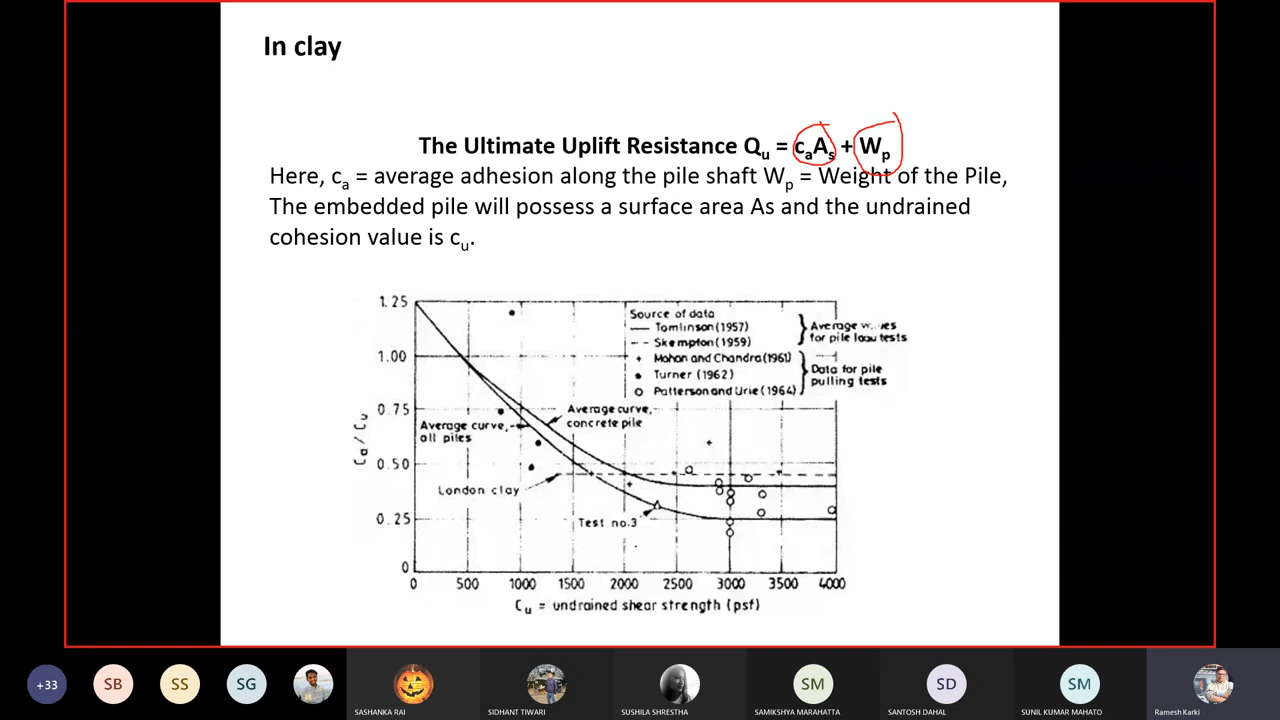 In clay
The Ultimate Uplift Resistance Qu = caAs + Wp
Here, ca = average adhesion along the pile shaft Wp = Weight of the Pile,
The embedded pile will possess a surface area As and the undrained
cohesion value is cu.
1.25
1.00
0.75
0.50
0.25
0
Ca / Cu
Source of data
Tomlinson (1957)
Skempton (1959)
Mohan and Chandra (1961)
Turner (1962)
Patterson and Urie (1964)
Average
for pile load tests
Data for pile
pulling tests
Average curve,
concrete pile
Average curve,
all piles
London clay
Test no.3
0 500 1000 1500 2000 2500 3000 3500 4000
Cu = undrained shear strength (psf)
+33 SB SS SG SM SD SM
SASHANKA RAI SIDHANT TIWARI SUSHILA SHRESTHA SAMIKSHYA MARAHATTA SANTOSH DAHAL SUNIL KUMAR MAHATO Ramesh Karki